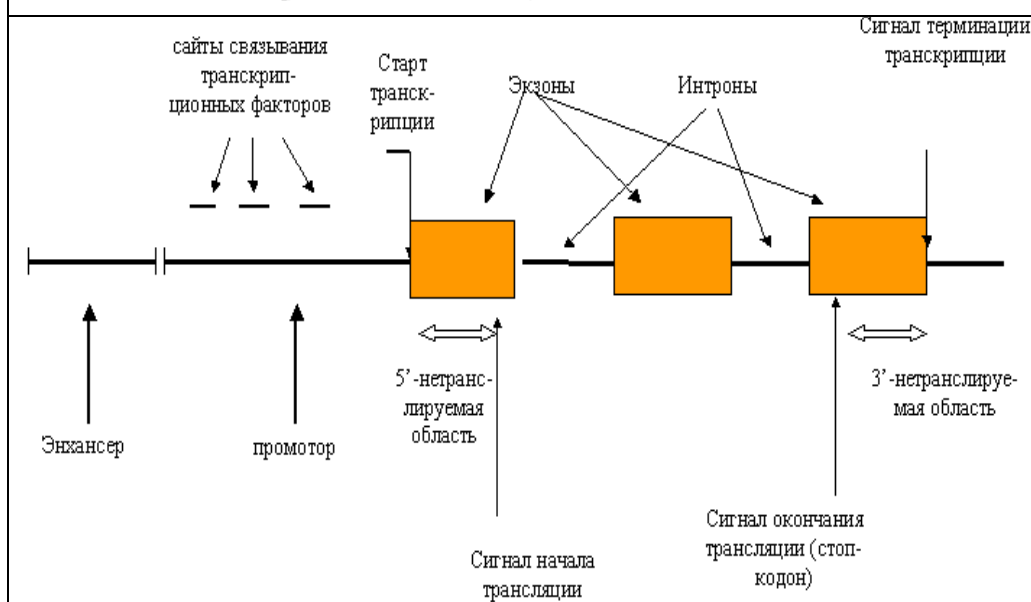 сайты связывания
транскрип-
ционных факторов
Старт
транск-
рипции
Экзоны
Интроны
Сигнал терминации
транскрипции
5’-нетранс-
лируемая
область
3’-нетранслируе-
мая область
Энхансер
промотор
Сигнал начала
трансляции
Сигнал окончания
трансляции (стоп-
кодон)